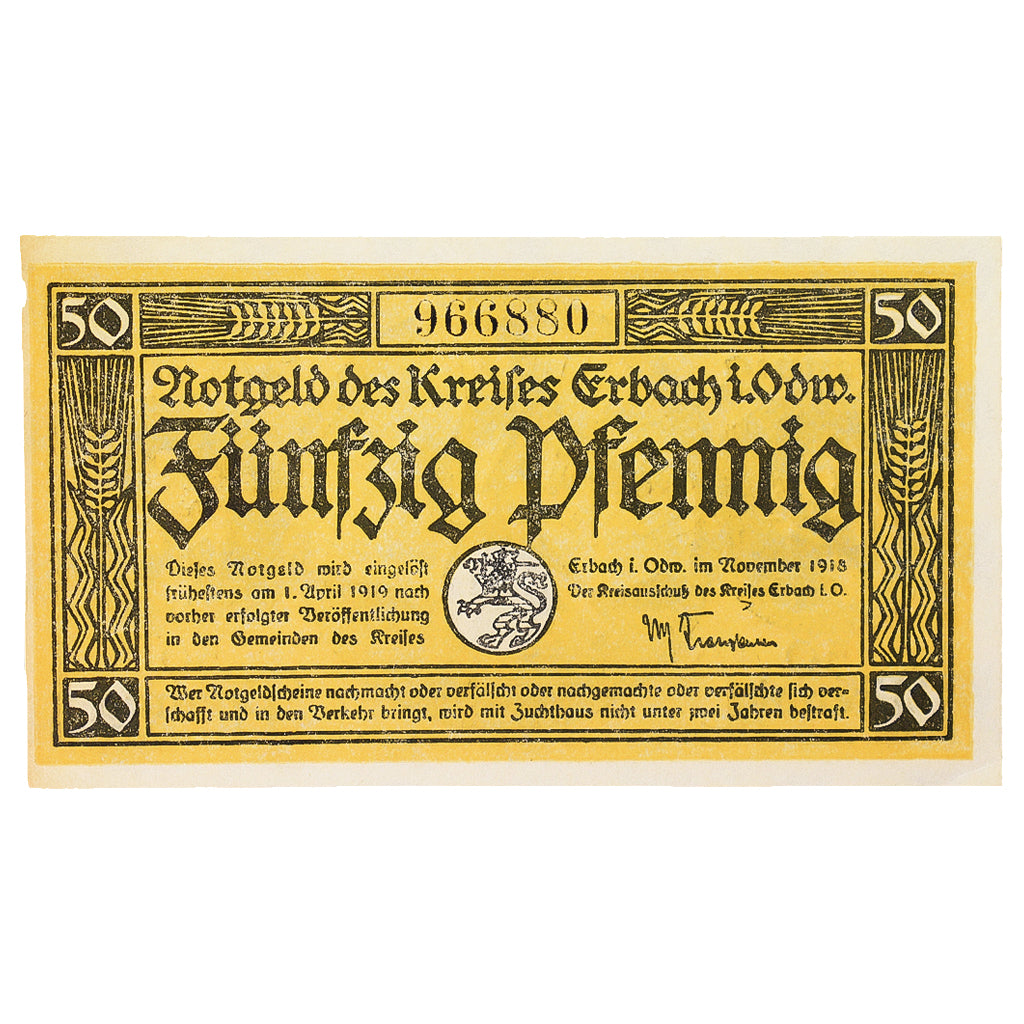 50 966880 50
Notgeld des Kreiſes Erbach i. Odw.
Fünfzig Pfennig
Dieſes Notgeld wird eingelöſt
früheſtens am 1. April 1919 nach
vorher erfolgter Veröffentlichung
in den Gemeinden des Kreiſes
Erbach i. Odw. im November 1918
Der Kreisausſchuß des Kreiſes Erbach i. O.
50 50
Wer Notgeldſcheine nachmacht oder verfälſcht oder nachgemachte oder verfälſchte ſich ver-
ſchafft und in den Verkehr bringt, wird mit Zuchthaus nicht unter zwei Jahren beſtraft.